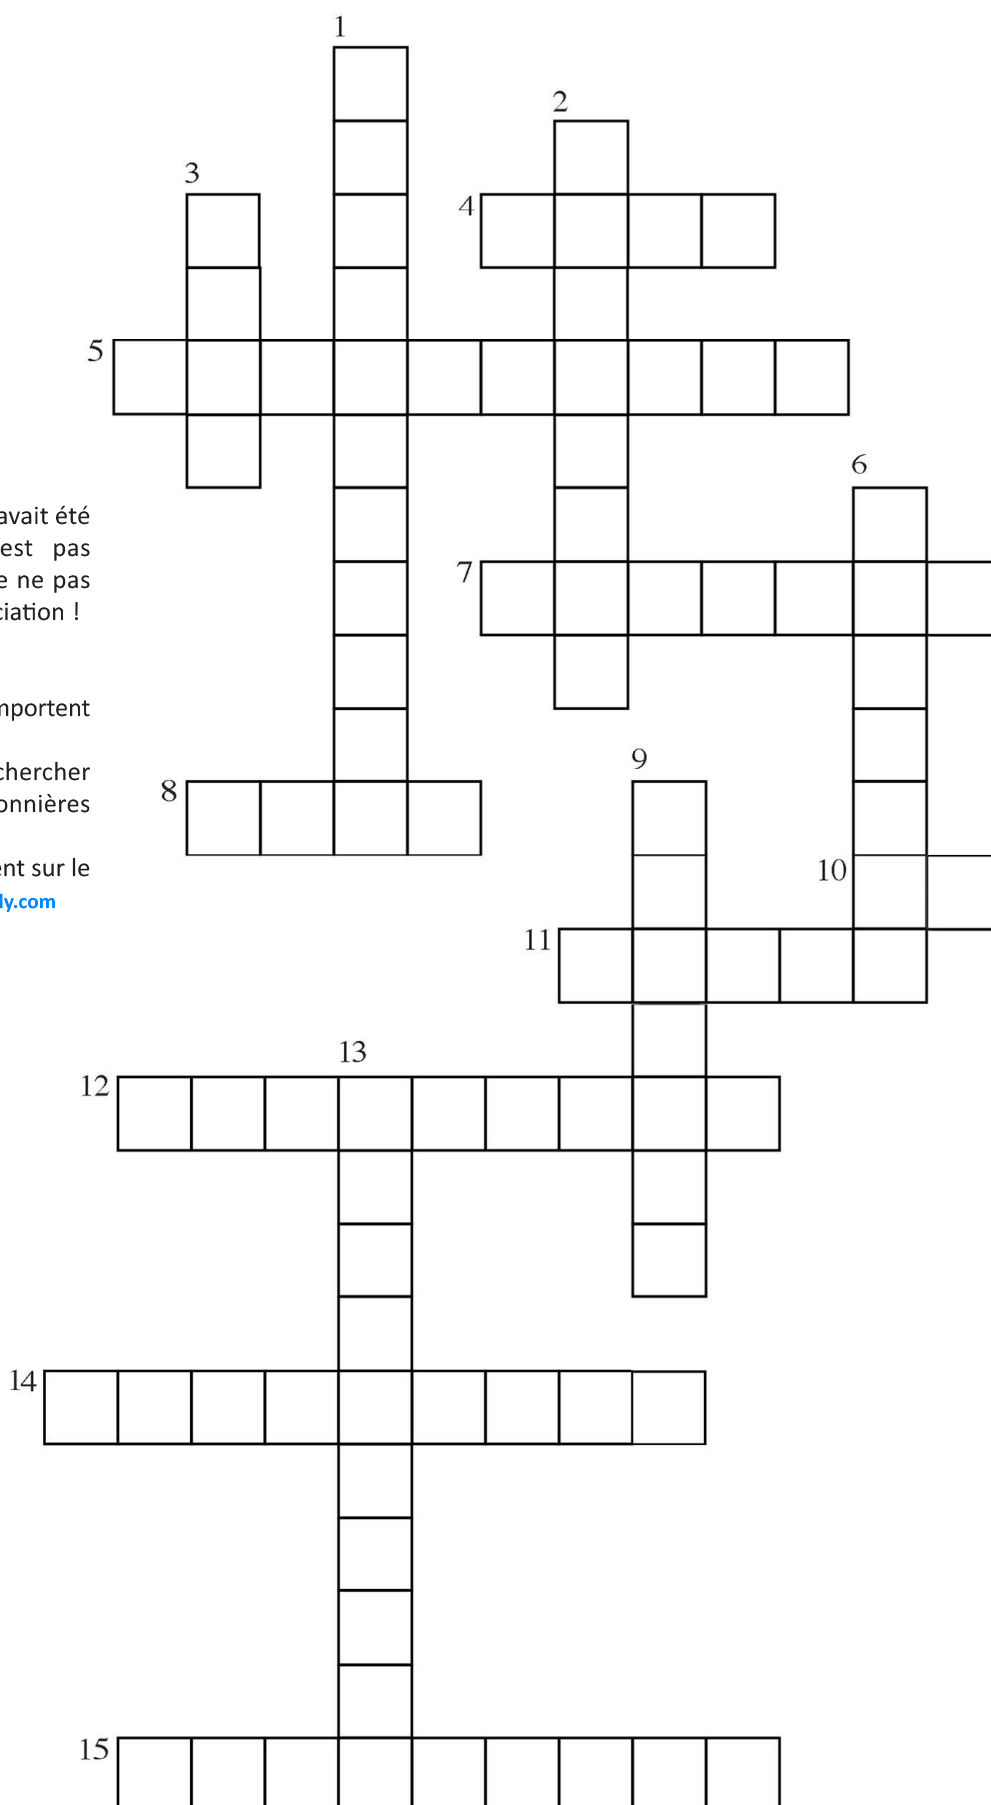 1
2
3
4
5
6
avait été
est pas
e ne pas
7
ciation !
mportent
9
chercher
8
onnières
ent sur le
10
ly.com
11
13
12
14
15